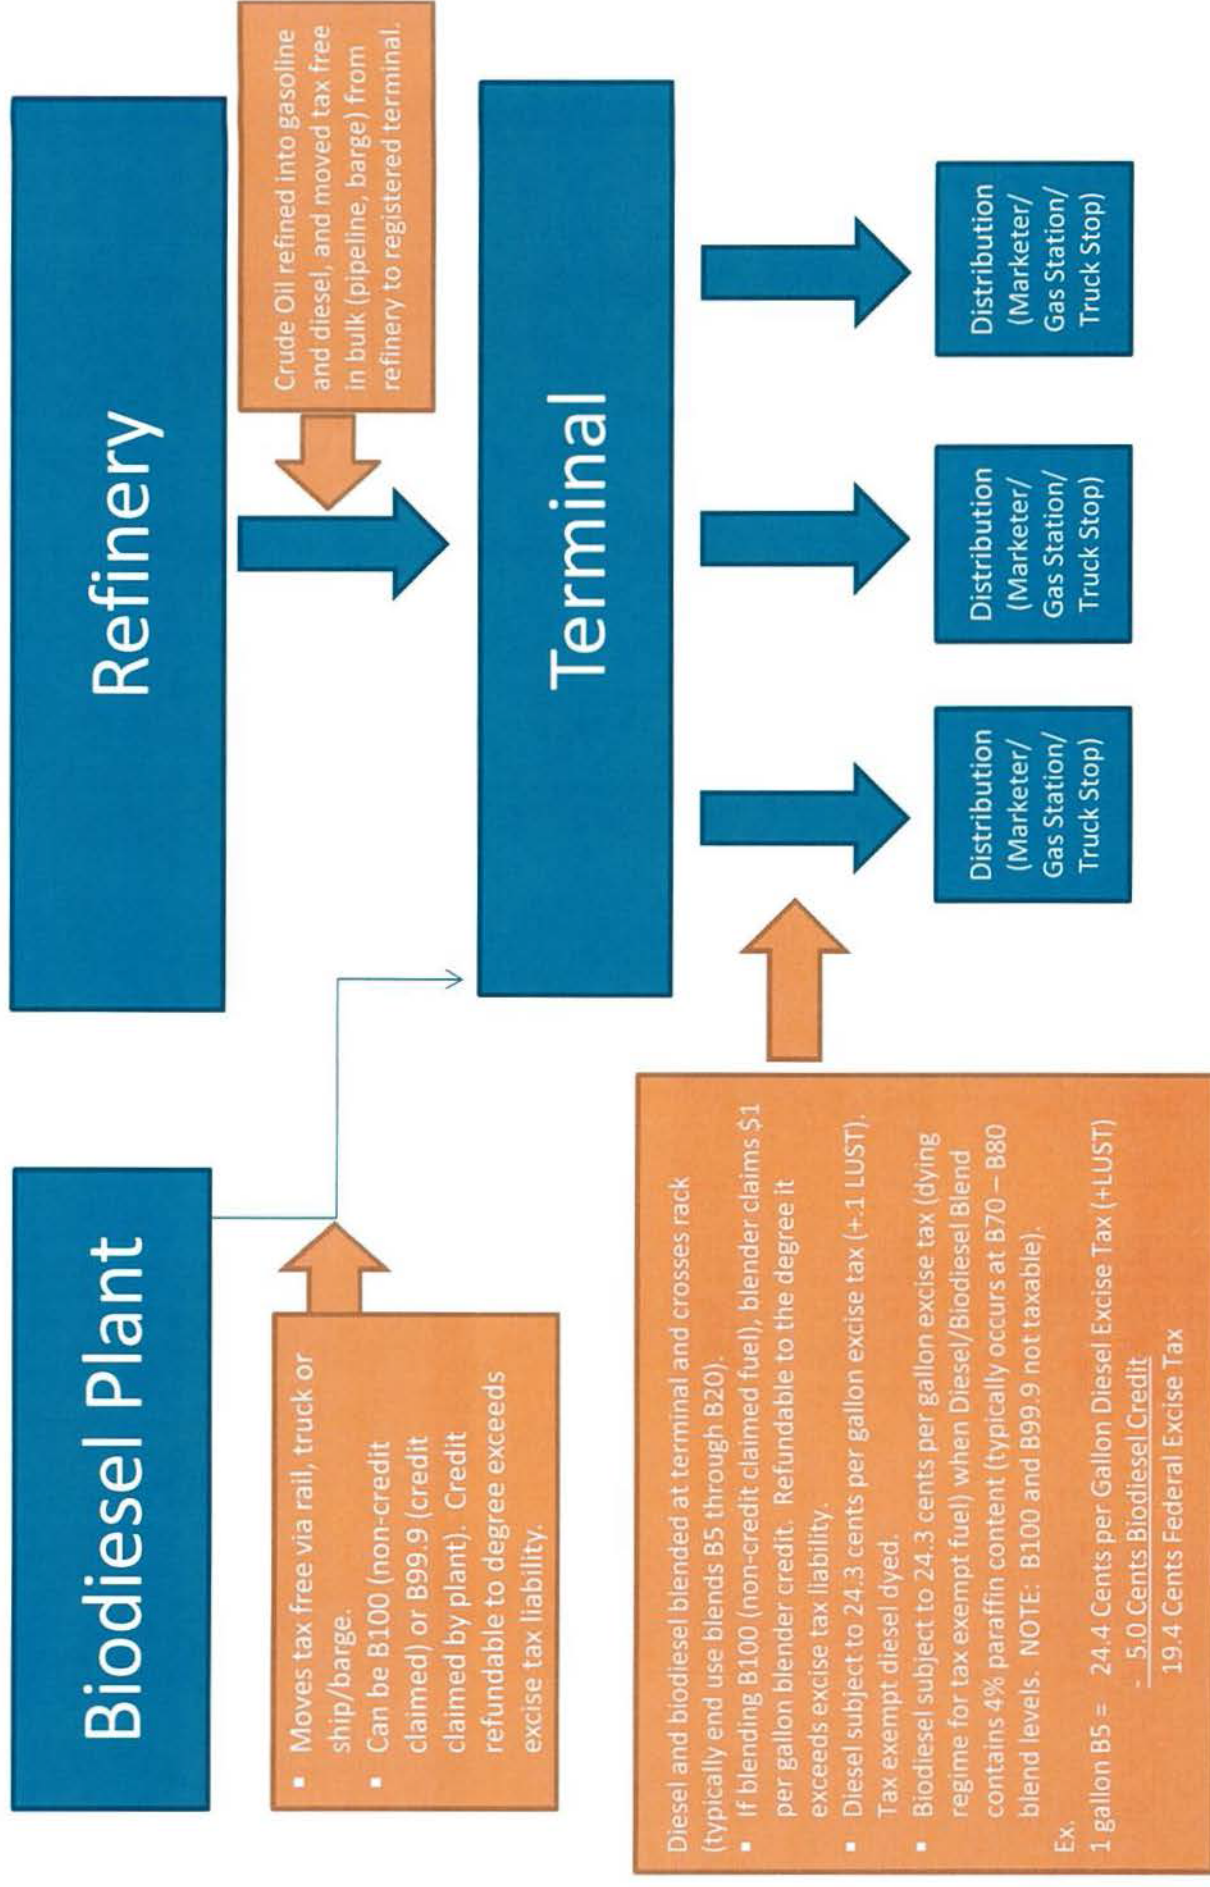 Biodiesel Plant
Refinery
▪ Moves tax free via rail, truck or
ship/barge.
▪ Can be B100 (non-credit
claimed) or B99.9 (credit
claimed by plant). Credit
refundable to degree exceeds
excise tax liability.
Crude Oil refined into gasoline
and diesel, and moved tax free
in bulk (pipeline, barge) from
refinery to registered terminal.
Terminal
Diesel and biodiesel blended at terminal and crosses rack
(typically end use blends B5 through B20).
▪ If blending B100 (non-credit claimed fuel), blender claims $1
per gallon blender credit. Refundable to the degree it
exceeds excise tax liability.
▪ Diesel subject to 24.3 cents per gallon excise tax (+.1 LUST).
Tax exempt diesel dyed.
▪ Biodiesel subject to 24.3 cents per gallon excise tax (dying
regime for tax exempt fuel) when Diesel/Biodiesel Blend
contains 4% paraffin content (typically occurs at B70 – B80
blend levels. NOTE: B100 and B99.9 not taxable).
Ex.
1 gallon B5 = 24.4 Cents per Gallon Diesel Excise Tax (+LUST)
- 5.0 Cents Biodiesel Credit
19.4 Cents Federal Excise Tax
Distribution
(Marketer/
Gas Station/
Truck Stop)
Distribution
(Marketer/
Gas Station/
Truck Stop)
Distribution
(Marketer/
Gas Station/
Truck Stop)